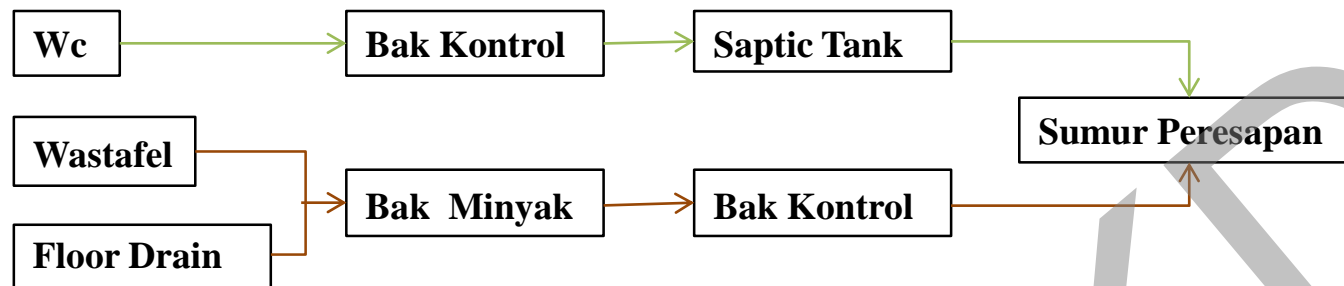 Wc
Bak Kontrol
Saptic Tank
Sumur Peresapan
Wastafel
Bak Minyak
Bak Kontrol
Floor Drain